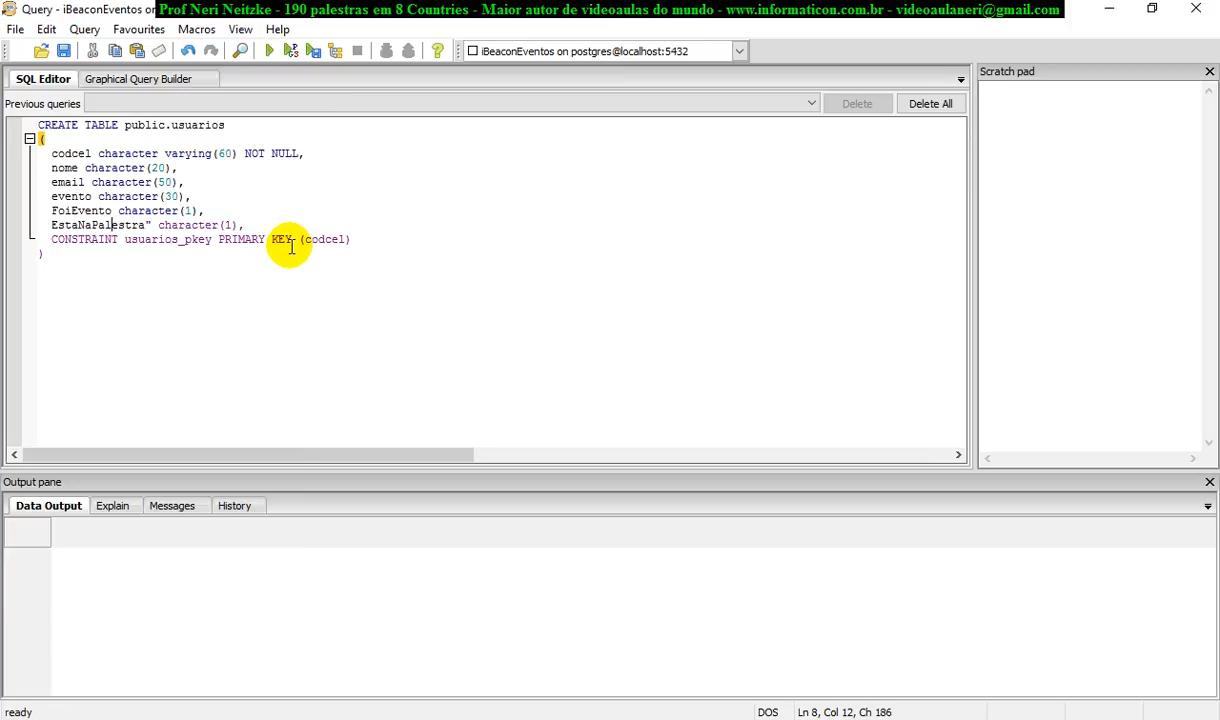 Query - iBeaconEventos or
Prof Neri Neitzke - 190 palestras em 8 Countries - Maior autor de videoaulas do mundo - www.informaticon.com.br - videoaulaneri@gmail.com
File Edit Query Favourites Macros View Help
iBeaconEventos on postgres@localhost:5432
SQL Editor Graphical Query Builder
Scratch pad
Previous queries Delete Delete All
CREATE TABLE public.usuarios
(
codcel character varying(60) NOT NULL,
nome character(20),
email character(50),
evento character(30),
FoiEvento character(1),
EstaNaPalestra" character(1),
CONSTRAINT usuarios_pkey PRIMARY KEY (codcel)
)
Output pane
Data Output Explain Messages History
ready DOS Ln 8, Col 12, Ch 186